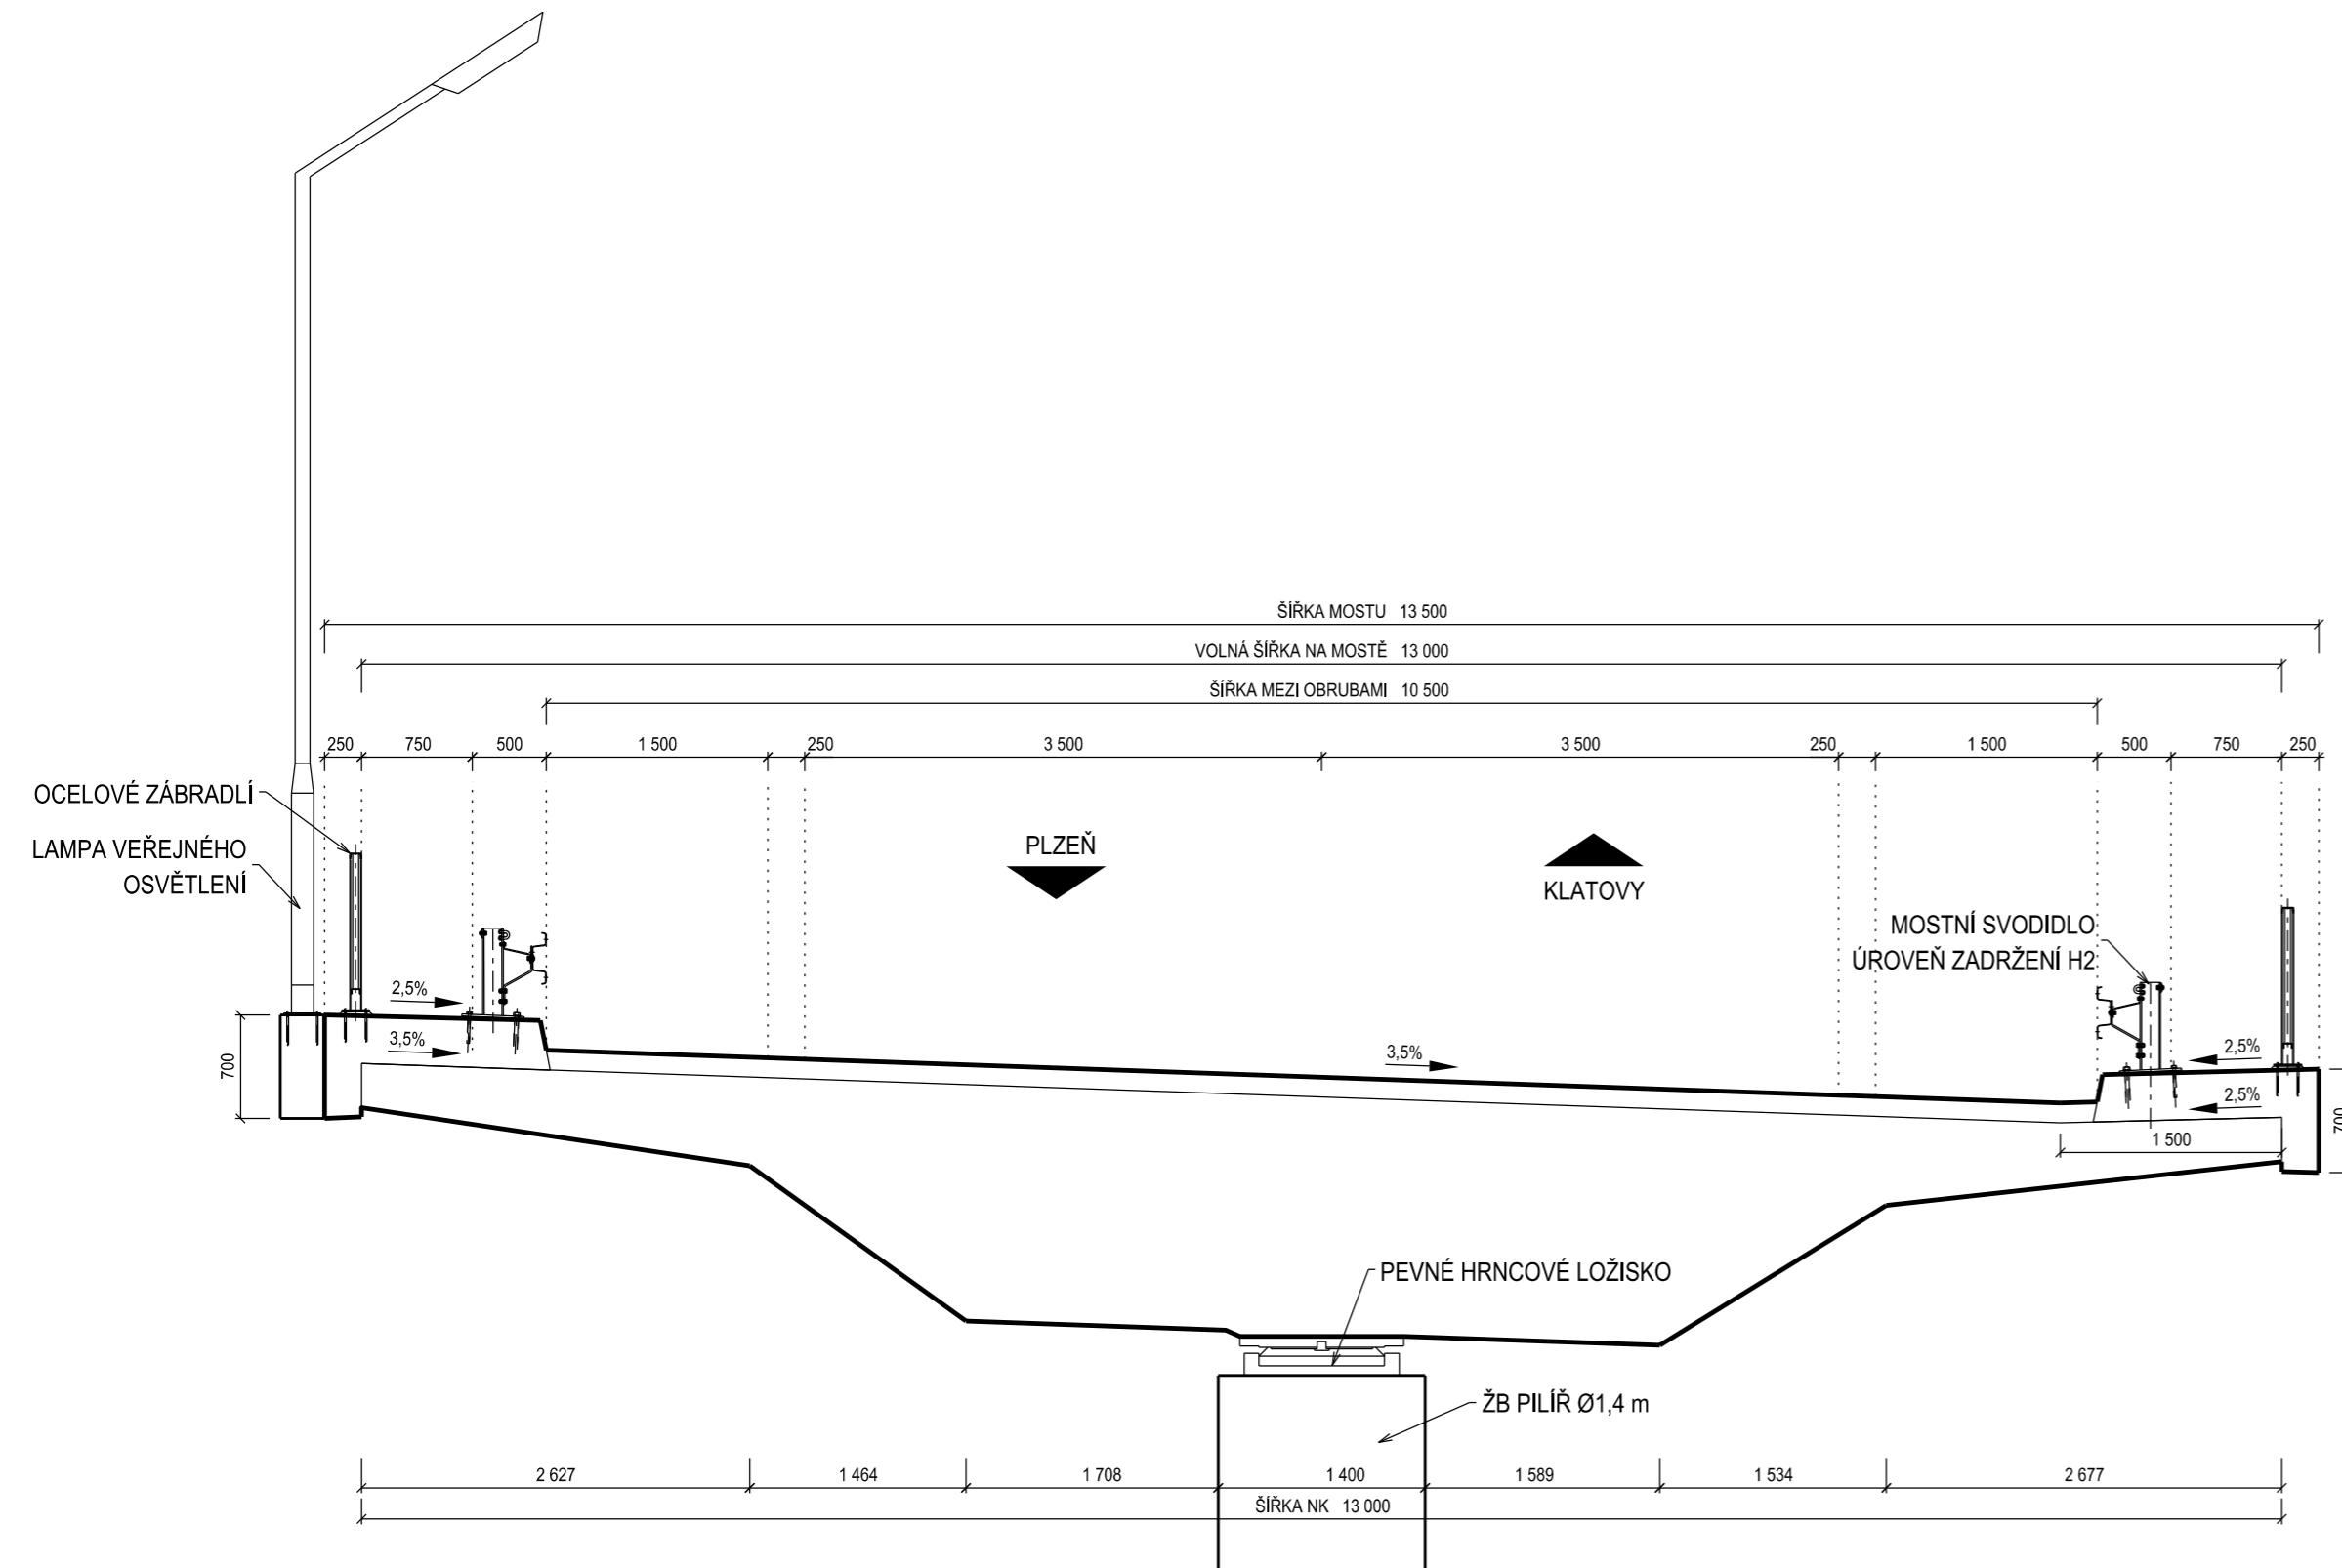 ŠÍŘKA MOSTU 13 500
VOLNÁ ŠÍŘKA NA MOSTĚ 13 000
ŠÍŘKA MEZI OBRUBAMI 10 500
250 750 500 1 500 250 3 500 3 500 250 1 500 500 750 250
OCELOVÉ ZÁBRADLÍ
LAMPA VEŘEJNÉHO
OSVĚTLENÍ
PLZEŇ
KLATOVY
MOSTNÍ SVODIDLO
ÚROVEŇ ZADRŽENÍ H2
2,5%
3,5%
700
3,5%
2,5%
2,5%
700
1 500
PEVNÉ HRNCOVÉ LOŽISKO
ŽB PILÍŘ Ø1,4 m
2 627 1 464 1 708 1 400 1 589 1 534 2 677
ŠÍŘKA NK 13 000